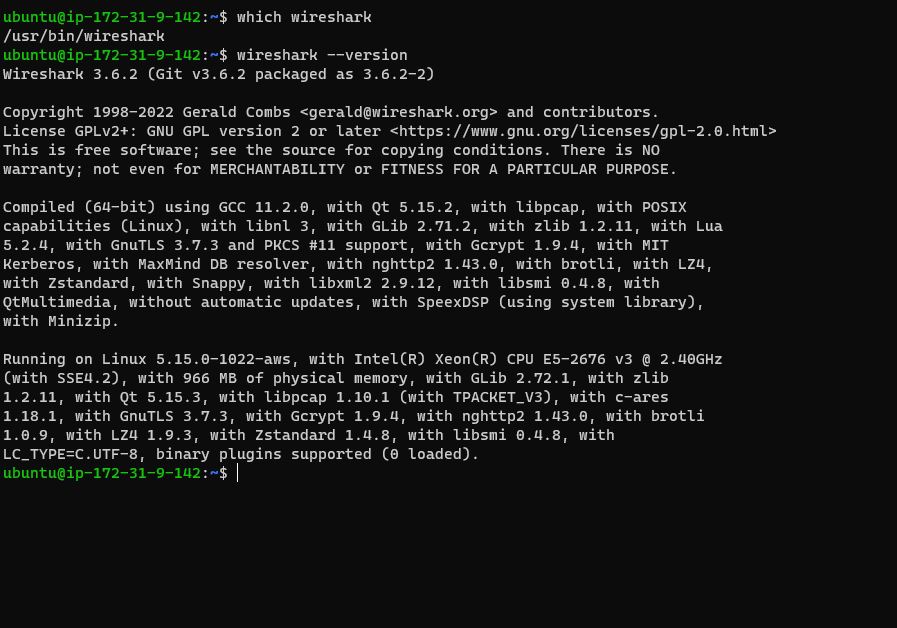 ubuntu@ip-172-31-9-142:~$ which wireshark
/usr/bin/wireshark
ubuntu@ip-172-31-9-142:~$ wireshark --version
Wireshark 3.6.2 (Git v3.6.2 packaged as 3.6.2-2)
Copyright 1998-2022 Gerald Combs <gerald@wireshark.org> and contributors.
License GPLv2+: GNU GPL version 2 or later <https://www.gnu.org/licenses/gpl-2.0.html>
This is free software; see the source for copying conditions. There is NO
warranty; not even for MERCHANTABILITY or FITNESS FOR A PARTICULAR PURPOSE.
Compiled (64-bit) using GCC 11.2.0, with Qt 5.15.2, with libpcap, with POSIX
capabilities (Linux), with libnl 3, with GLib 2.71.2, with zlib 1.2.11, with Lua
5.2.4, with GnuTLS 3.7.3 and PKCS #11 support, with Gcrypt 1.9.4, with MIT
Kerberos, with MaxMind DB resolver, with nghttp2 1.43.0, with brotli, with LZ4,
with Zstandard, with Snappy, with libxml2 2.9.12, with libsmi 0.4.8, with
QtMultimedia, without automatic updates, with SpeexDSP (using system library),
with Minizip.
Running on Linux 5.15.0-1022-aws, with Intel(R) Xeon(R) CPU E5-2676 v3 @ 2.40GHz
(with SSE4.2), with 966 MB of physical memory, with GLib 2.72.1, with zlib
1.2.11, with Qt 5.15.3, with libpcap 1.10.1 (with TPACKET_V3), with c-ares
1.18.1, with GnuTLS 3.7.3, with Gcrypt 1.9.4, with nghttp2 1.43.0, with brotli
1.0.9, with LZ4 1.9.3, with Zstandard 1.4.8, with libsmi 0.4.8, with
LC_TYPE=C.UTF-8, binary plugins supported (0 loaded).
ubuntu@ip-172-31-9-142:~$